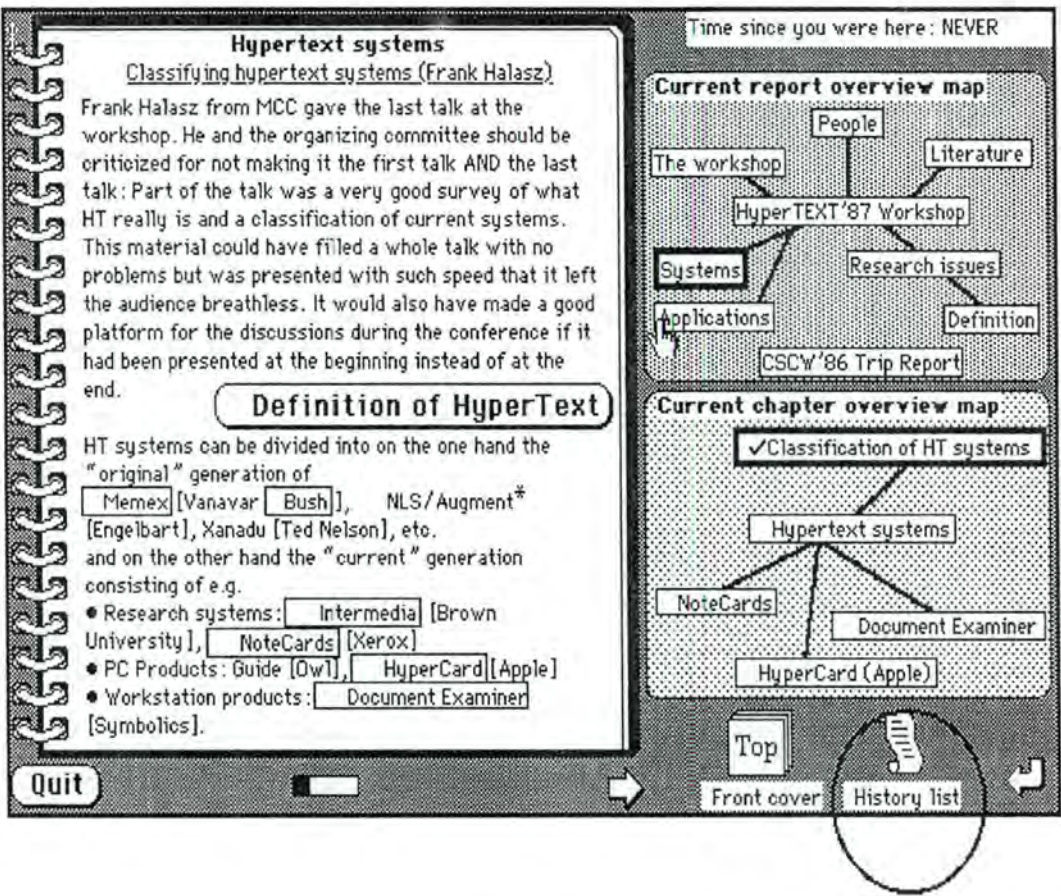 Hypertext systems
Classifying hypertext systems (Frank Halasz)
Frank Halasz from MCC gave the last talk at the
workshop. He and the organizing committee should be
criticized for not making it the first talk AND the last
talk: Part of the talk was a very good survey of what
HT really is and a classification of current systems.
This material could have filled a whole talk with no
problems but was presented with such speed that it left
the audience breathless. It would also have made a good
platform for the discussions during the conference if it
had been presented at the beginning instead of at the
end.
Definition of HyperText
HT systems can be divided into on the one hand the
"original" generation of
Memex [Vanavar Bush], NLS/Augment*
[Engelbart], Xanadu [Ted Nelson], etc.
and on the other hand the "current" generation
consisting of e.g.
• Research systems: Intermedia [Brown
University], NoteCards [Xerox]
• PC Products: Guide [Owl], HyperCard [Apple]
• Workstation products: Document Examiner
[Symbolics].
Quit
Time since you were here: NEVER
Current report overview map
People
The workshop
Literature
HyperTEXT'87 Workshop
Systems
Research issues
Applications
Definition
CSCW'86 Trip Report
Current chapter overview map
✓Classification of HT systems
Hypertext systems
NoteCards
Document Examiner
HyperCard (Apple)
Top
Front cover
History list